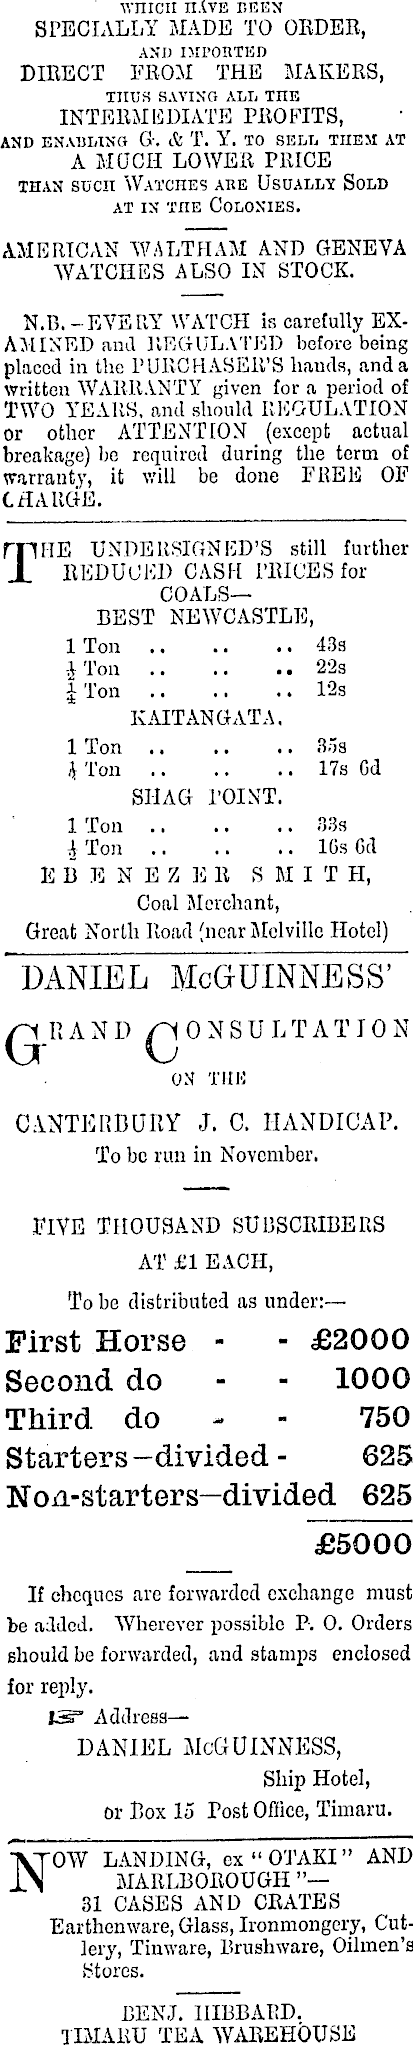 WHICH HAVE BEEN
SPECIALLY MADE TO ORDER,
AND IMPORTED
DIRECT FROM THE MAKERS,
THUS SAVING ALL THE
INTERMEDIATE PROFITS,
AND ENABLING G. & T. Y. TO SELL THEM AT
A MUCH LOWER PRICE
THAN SUCH WATCHES ARE USUALLY SOLD
AT IN THE COLONIES.
AMERICAN WALTHAM AND GENEVA
WATCHES ALSO IN STOCK.
N.B.—EVERY WATCH is carefully EX-
AMINED and REGULATED before being
placed in the PURCHASER'S hands, and a
written WARRANTY given for a period of
TWO YEARS, and should REGULATION
or other ATTENTION (except actual
breakage) be required during the term of
warranty, it will be done FREE OF
CHARGE.
THE UNDERSIGNED'S still further
REDUCED CASH PRICES for
COALS—
BEST NEWCASTLE,
1 Ton .. .. .. 43s
½ Ton .. .. .. 22s
¼ Ton .. .. .. 12s
KAITANGATA.
1 Ton .. .. .. 35s
½ Ton .. .. .. 17s 6d
SHAG POINT.
1 Ton .. .. .. 33s
½ Ton .. .. .. 16s 6d
EBENEZER SMITH,
Coal Merchant,
Great North Road (near Melville Hotel)
DANIEL McGUINNESS'
GRAND CONSULTATION
ON THE
CANTERBURY J. C. HANDICAP.
To be run in November.
FIVE THOUSAND SUBSCRIBERS
AT £1 EACH,
To be distributed as under:—
First Horse - - £2000
Second do - - 1000
Third do - - 750
Starters—divided - 625
Non-starters—divided 625
£5000
If cheques are forwarded exchange must
be added. Wherever possible P. O. Orders
should be forwarded, and stamps enclosed
for reply.
☞ Address—
DANIEL McGUINNESS,
Ship Hotel,
or Box 15 Post Office, Timaru.
NOW LANDING, ex "OTAKI" AND
MARLBOROUGH"—
31 CASES AND CRATES
Earthenware, Glass, Ironmongery, Cut-
lery, Tinware, Brushware, Oilmen's
Stores.
BENJ. HIBBARD.
TIMARU TEA WAREHOUSE